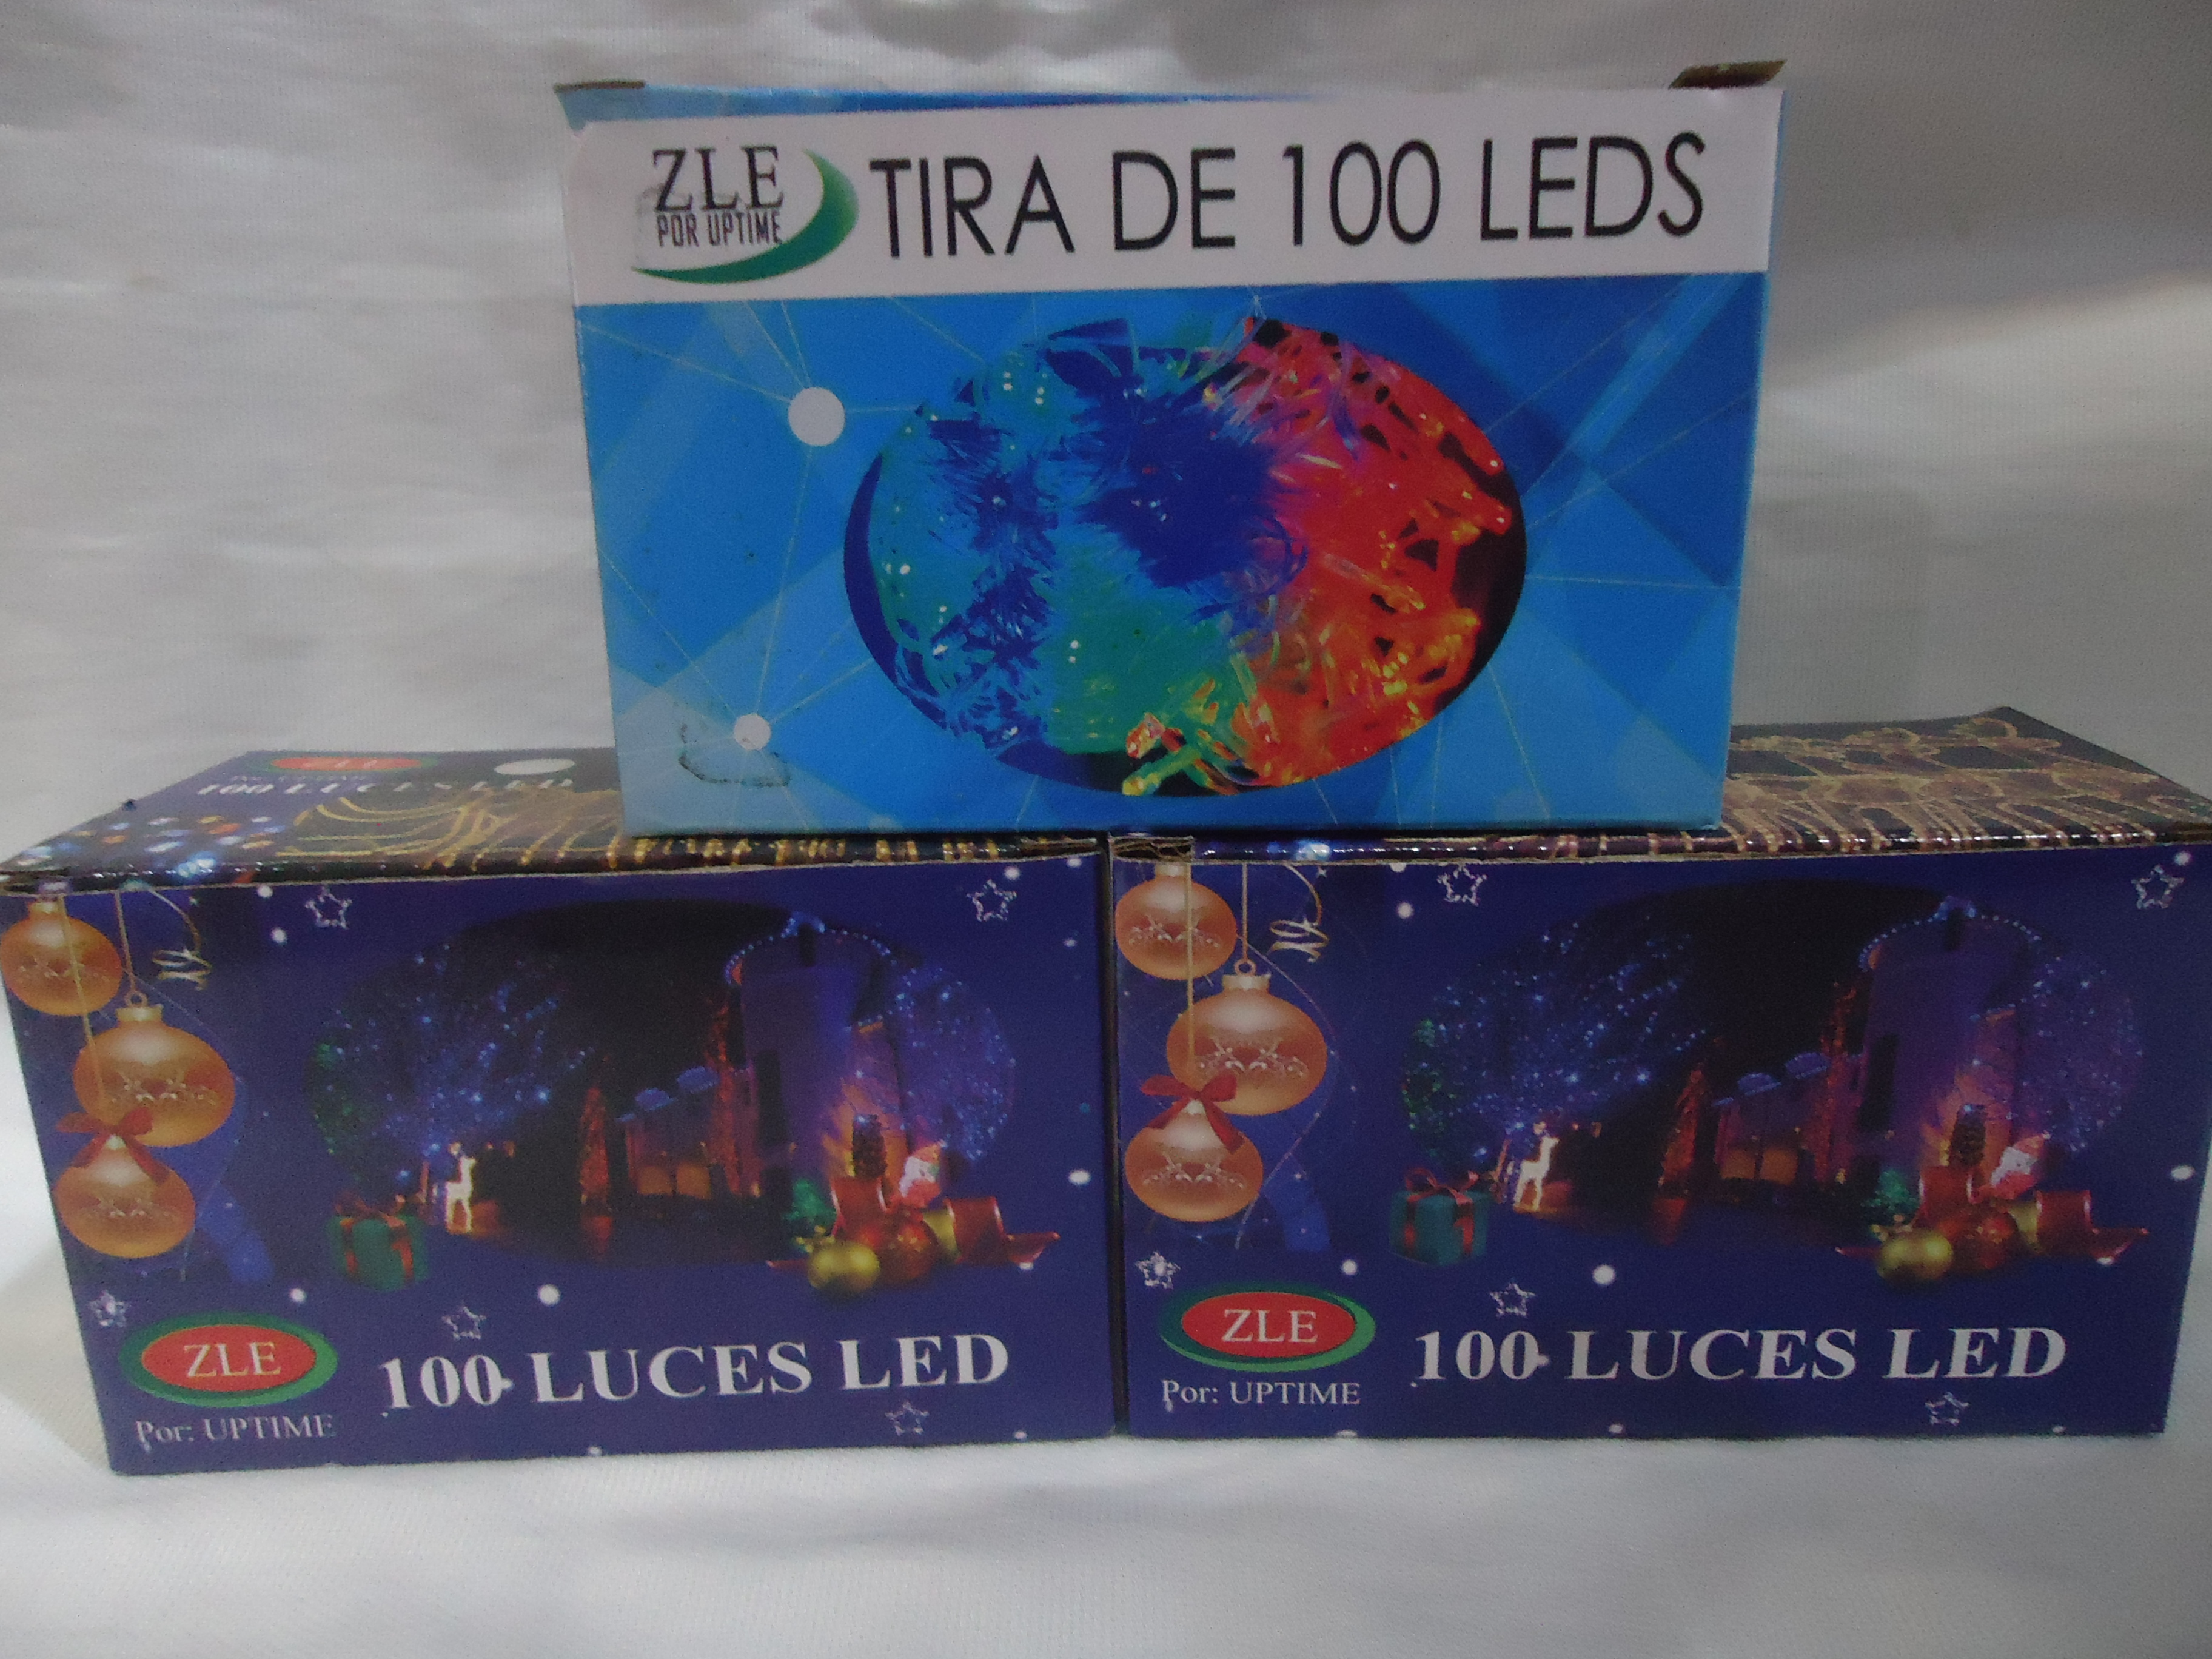 ZLE
POR UPTIME
TIRA DE 100 LEDS
ZLE
100 LUCES LED
ZLE
Por: UPTIME
100 LUCES LED
ZLE
Por: UPTIME
100 LUCES LED